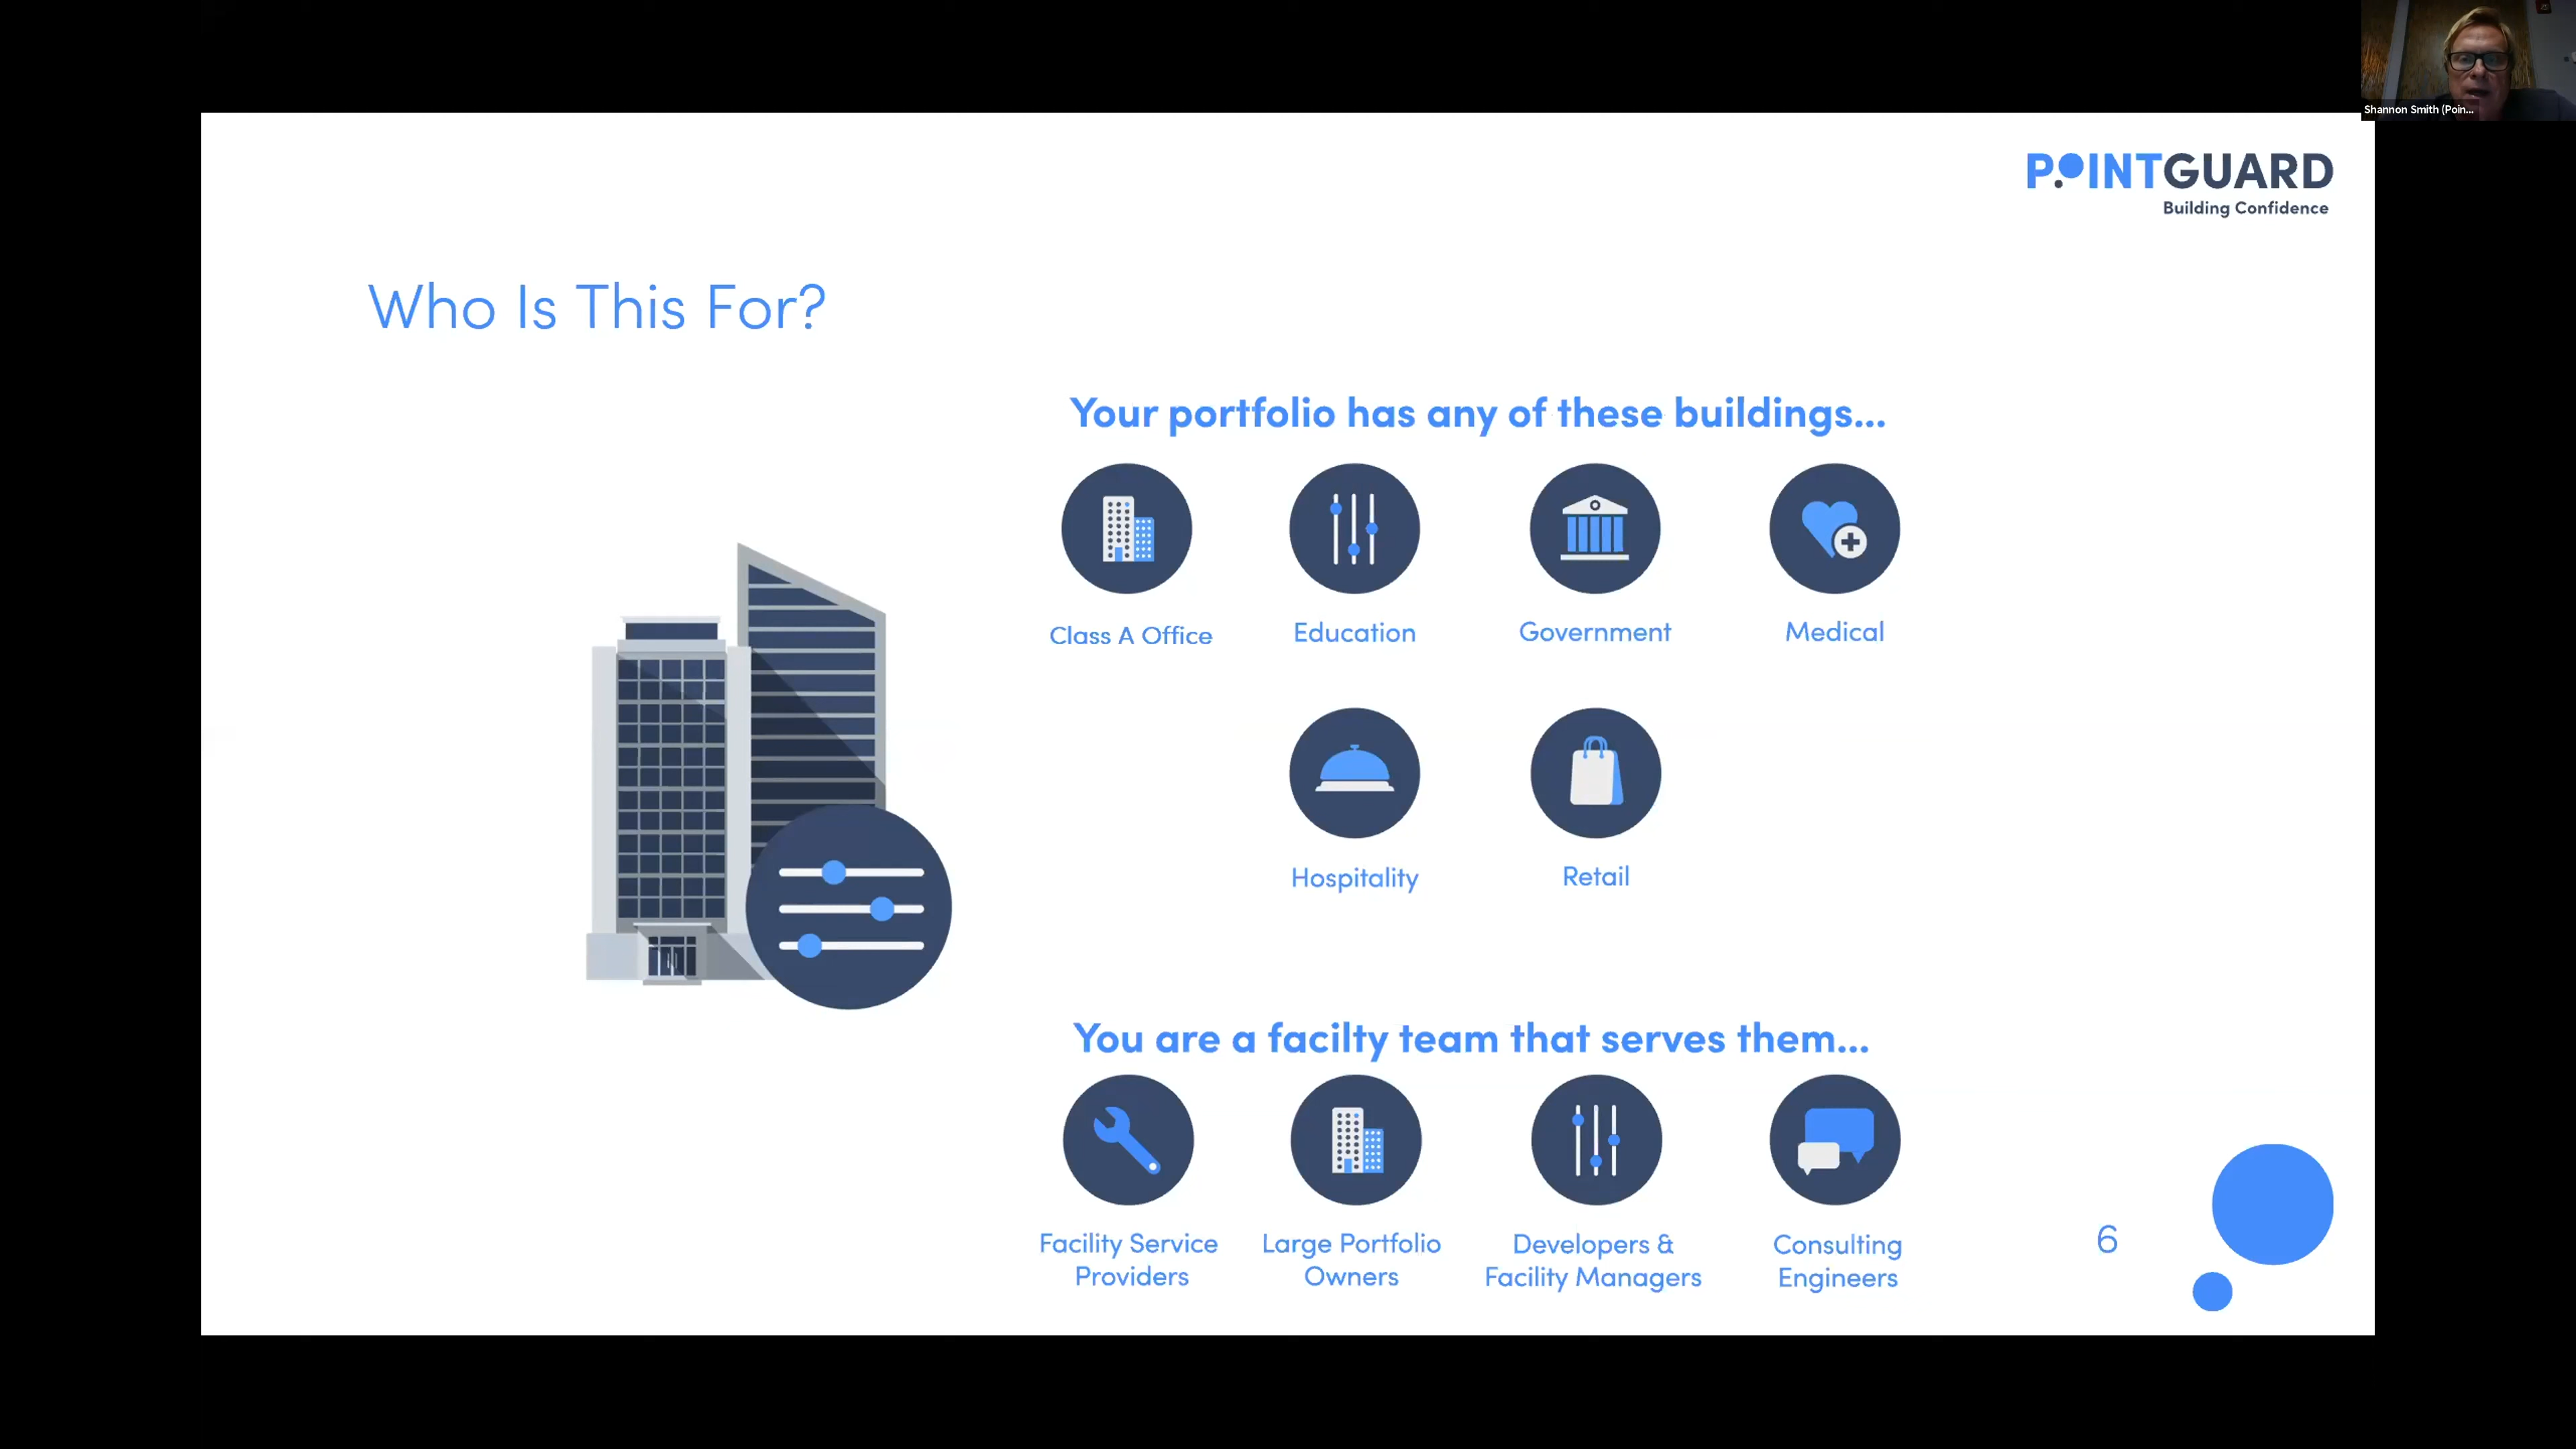 Shannon Smith (Poin...
POINTGUARD
Building Confidence
Who Is This For?
Your portfolio has any of these buildings...
Class A Office
Education
Government
Medical
Hospitality
Retail
You are a facilty team that serves them...
Facility Service
Providers
Large Portfolio
Owners
Developers &
Facility Managers
Consulting
Engineers
6